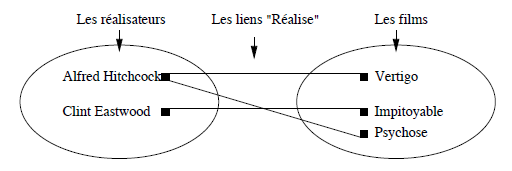 Les réalisateurs
Les liens "Réalise"
Les films
Alfred Hitchcock
Vertigo
Clint Eastwood
Impitoyable
Psychose